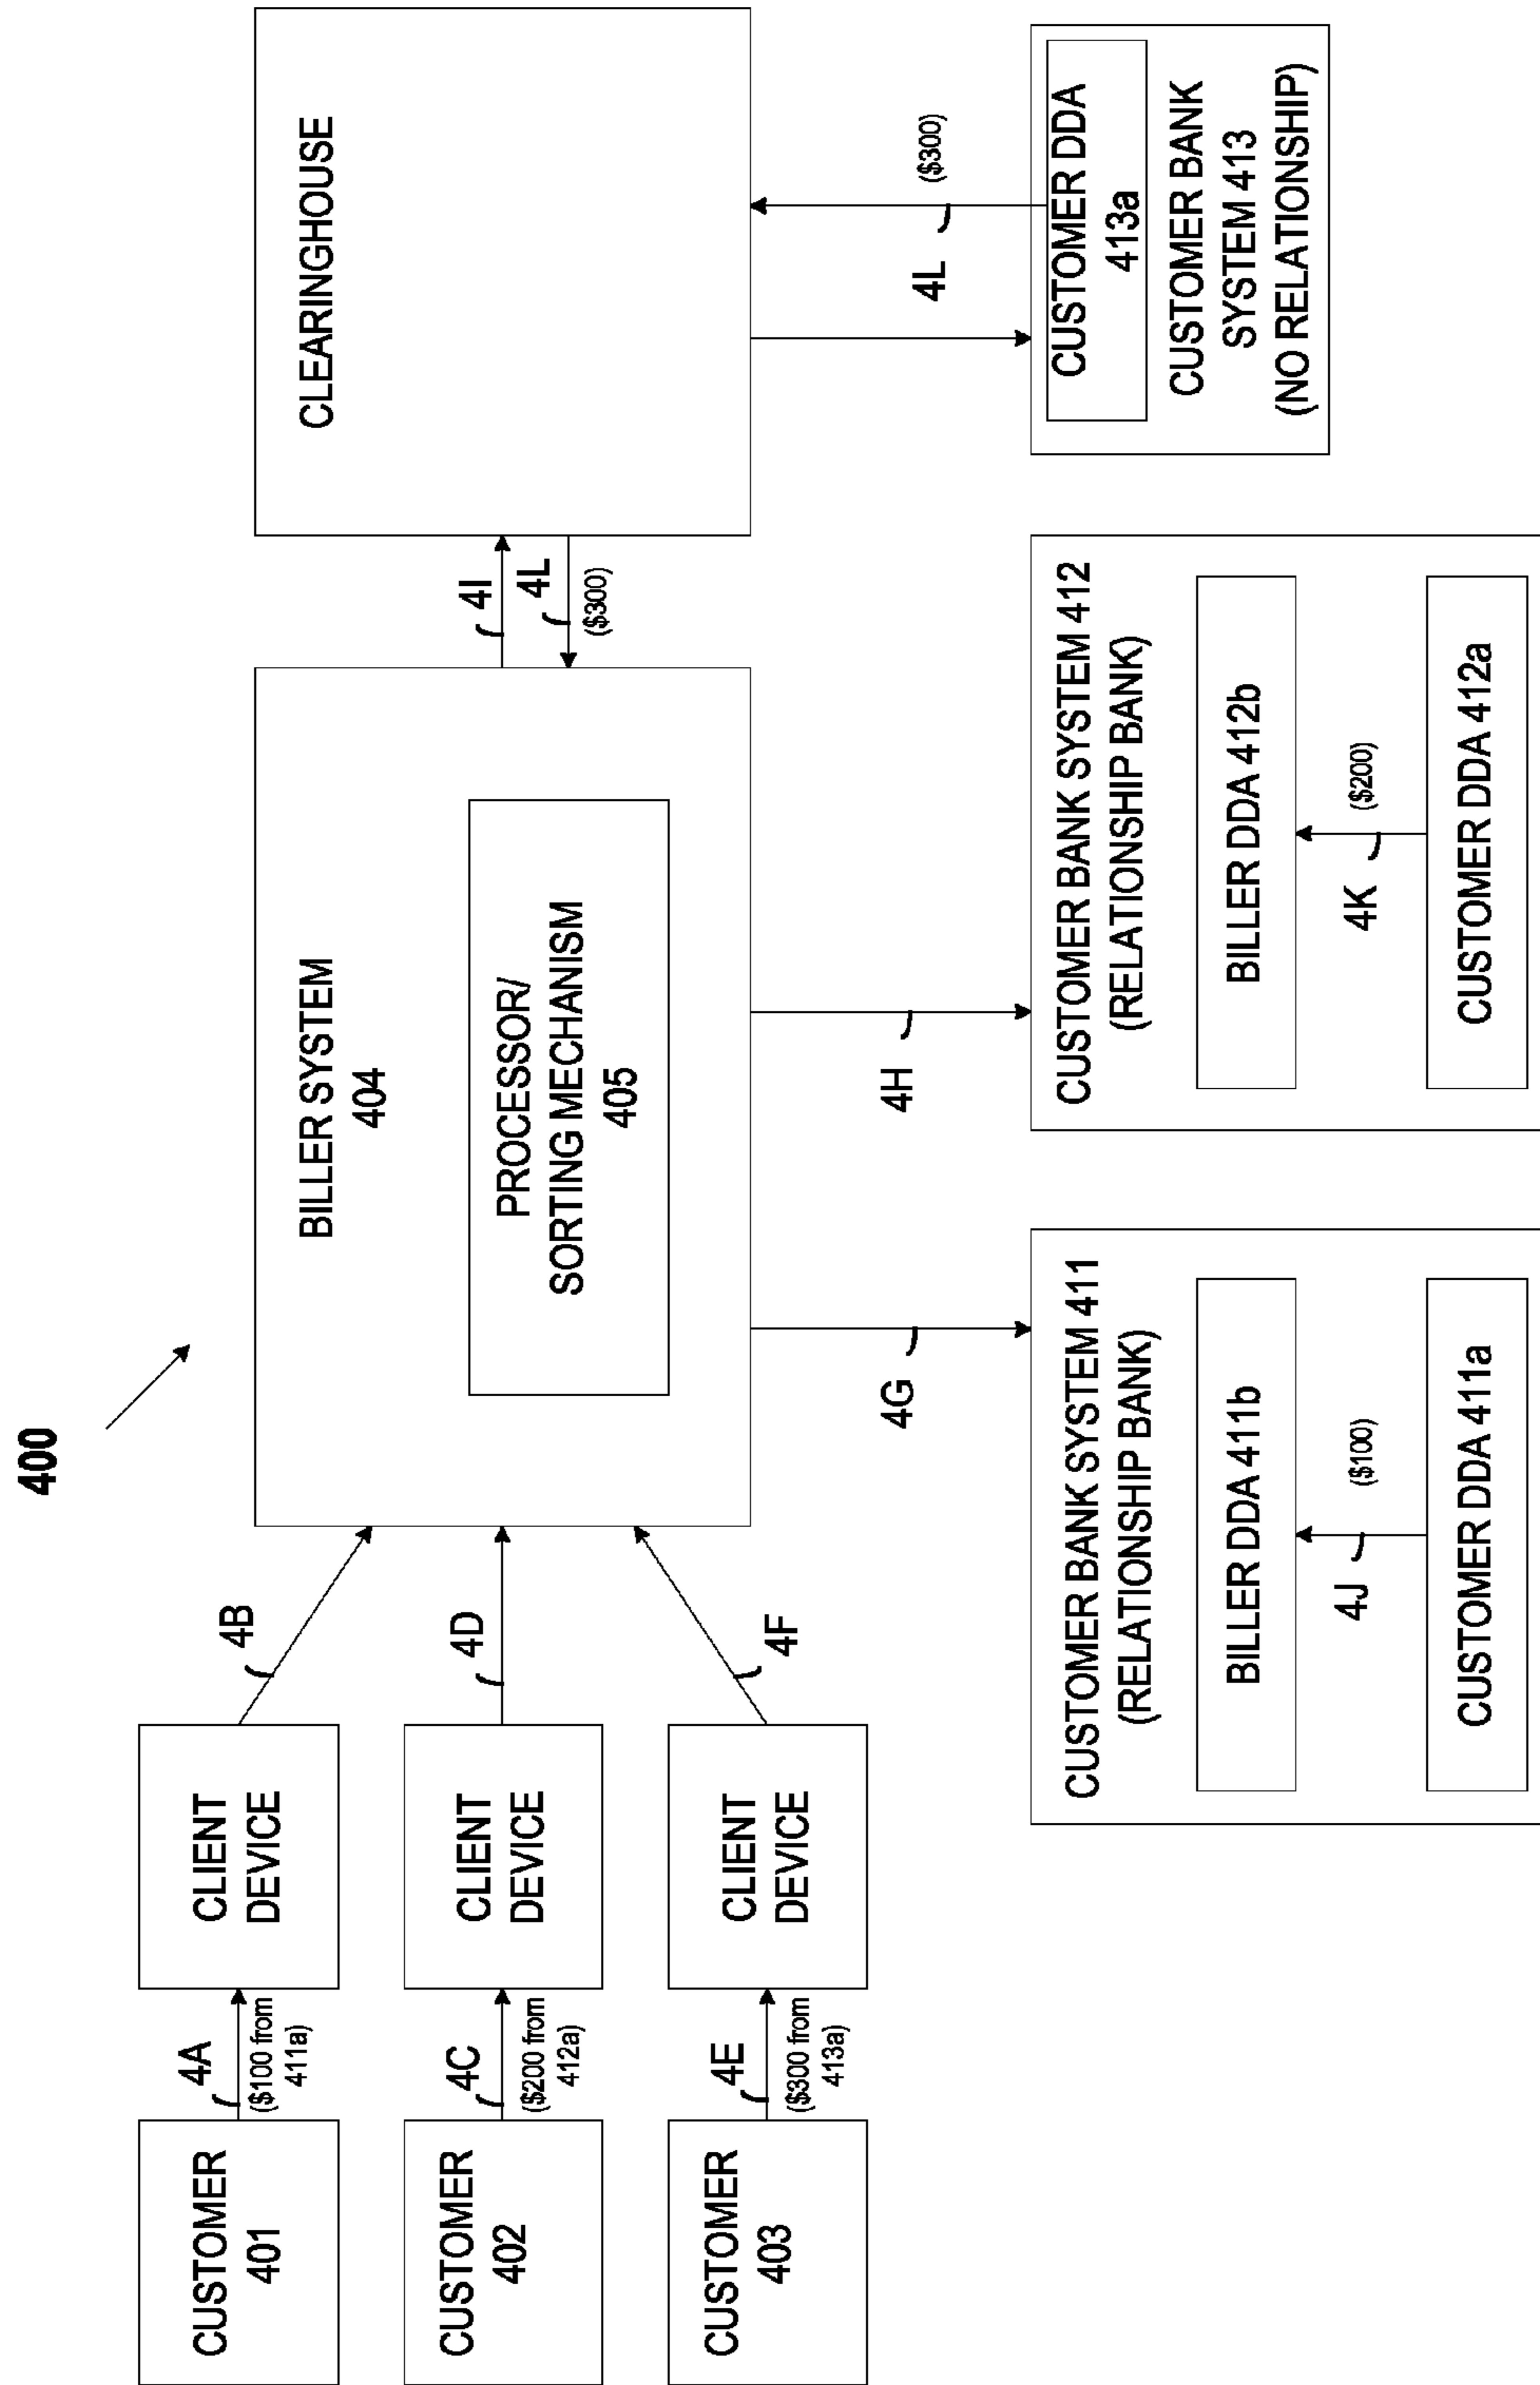 400
CUSTOMER
401
4A
($100 from
411a)
CLIENT
DEVICE
4B
CUSTOMER
402
4C
($200 from
412a)
CLIENT
DEVICE
4D
CUSTOMER
403
4E
($300 from
413a)
CLIENT
DEVICE
4F
BILLER SYSTEM
404
PROCESSOR/
SORTING MECHANISM
405
4I
4L
($300)
CLEARINGHOUSE
4G
4H
4L
($300)
CUSTOMER BANK SYSTEM 411
(RELATIONSHIP BANK)
BILLER DDA 411b
4J
($100)
CUSTOMER DDA 411a
CUSTOMER BANK SYSTEM 412
(RELATIONSHIP BANK)
BILLER DDA 412b
4K
($200)
CUSTOMER DDA 412a
CUSTOMER DDA
413a
CUSTOMER BANK
SYSTEM 413
(NO RELATIONSHIP)